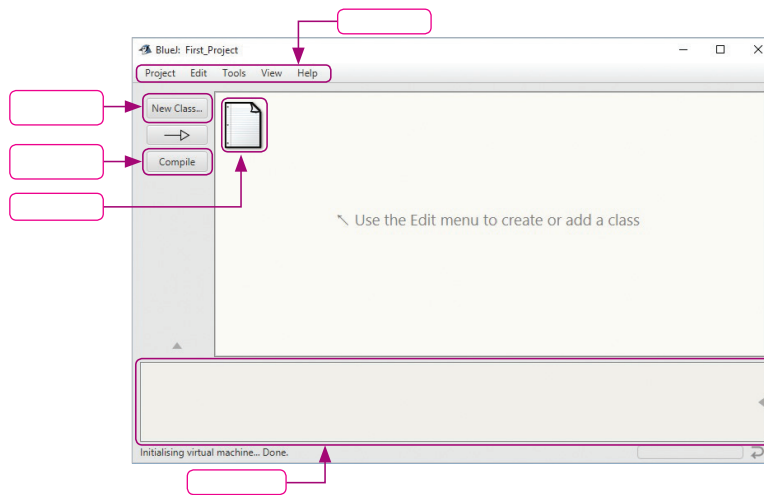 BlueJ: First_Project
Project Edit Tools View Help
New Class...
Compile
Use the Edit menu to create or add a class
Initialising virtual machine... Done.